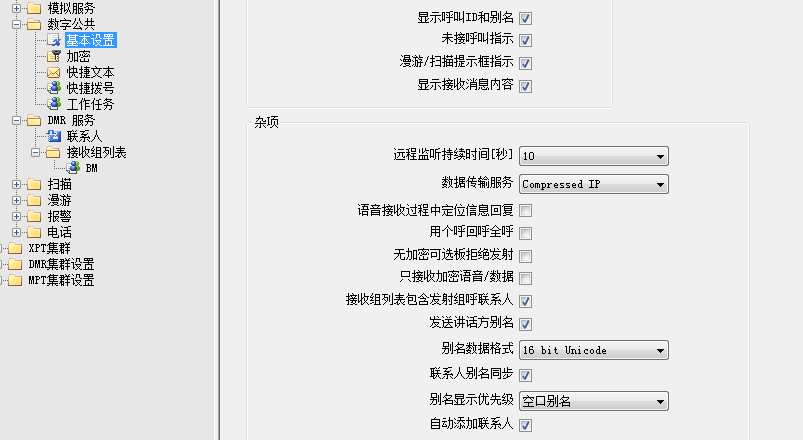 模拟服务
数字公共
基本设置
加密
快捷文本
快捷拨号
工作任务
DMR 服务
联系人
接收组列表
BM
扫描
漫游
报警
电话
XPT集群
DMR集群设置
MPT集群设置
显示呼叫ID和别名
未接呼叫指示
漫游/扫描提示框指示
显示接收消息内容
杂项
远程监听持续时间[秒] 10
数据传输服务 Compressed IP
语音接收过程中定位信息回复
用个呼回呼全呼
无加密可选板拒绝发射
只接收加密语音/数据
接收组列表包含发射组呼联系人
发送讲话方别名
别名数据格式 16 bit Unicode
联系人别名同步
别名显示优先级 空口别名
自动添加联系人